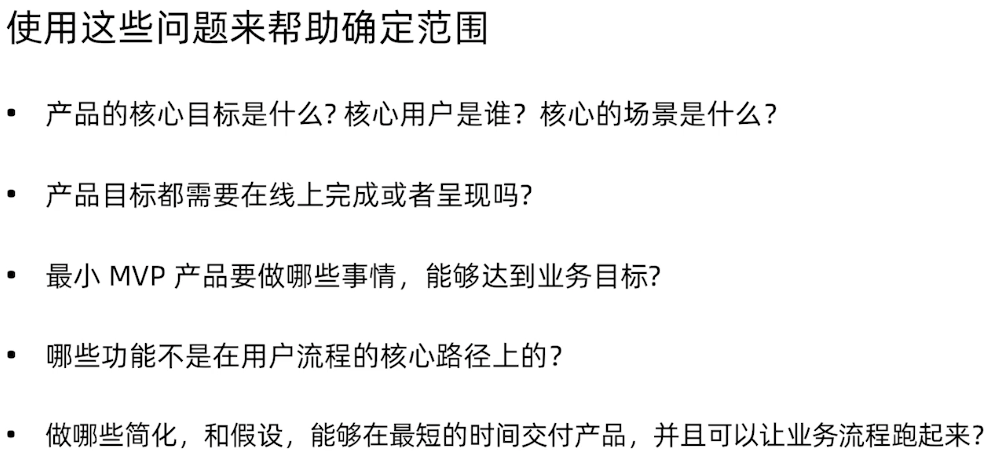 使用这些问题来帮助确定范围
• 产品的核心目标是什么? 核心用户是谁？核心的场景是什么？
• 产品目标都需要在线上完成或者呈现吗?
• 最小 MVP 产品要做哪些事情，能够达到业务目标?
• 哪些功能不是在用户流程的核心路径上的？
• 做哪些简化，和假设，能够在最短的时间交付产品，并且可以让业务流程跑起来？